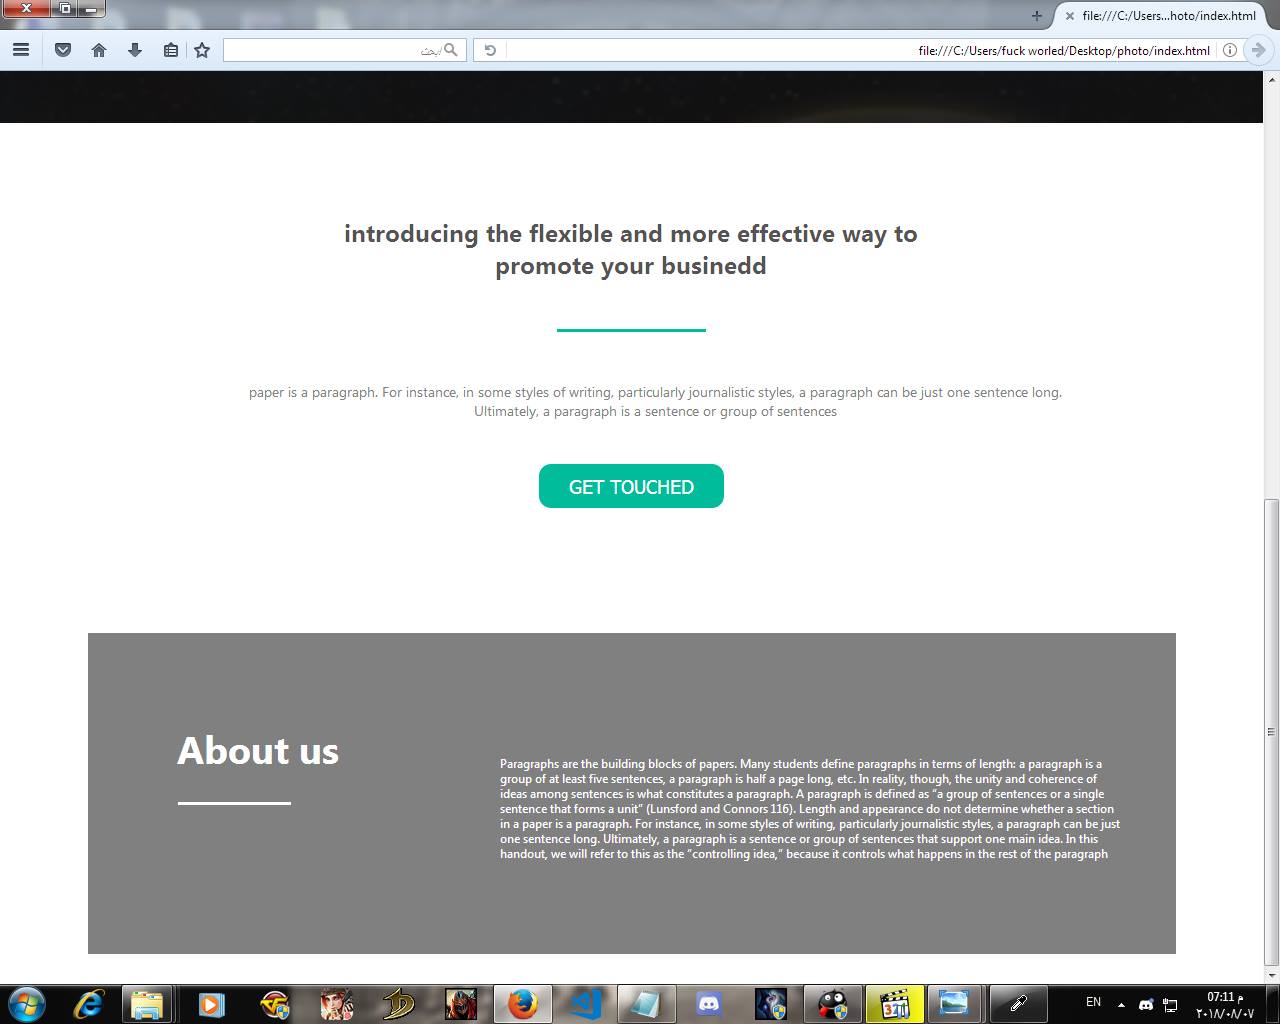 file:///C:/Users...hoto/index.html
ابحث
file:///C:/Users/fuck worled/Desktop/photo/index.html
introducing the flexible and more effective way to
promote your businedd
paper is a paragraph. For instance, in some styles of writing, particularly journalistic styles, a paragraph can be just one sentence long.
Ultimately, a paragraph is a sentence or group of sentences
GET TOUCHED
About us
Paragraphs are the building blocks of papers. Many students define paragraphs in terms of length: a paragraph is a
group of at least five sentences, a paragraph is half a page long, etc. In reality, though, the unity and coherence of
ideas among sentences is what constitutes a paragraph. A paragraph is defined as “a group of sentences or a single
sentence that forms a unit” (Lunsford and Connors 116). Length and appearance do not determine whether a section
in a paper is a paragraph. For instance, in some styles of writing, particularly journalistic styles, a paragraph can be just
one sentence long. Ultimately, a paragraph is a sentence or group of sentences that support one main idea. In this
handout, we will refer to this as the “controlling idea,” because it controls what happens in the rest of the paragraph
321
EN
07:11 م
٢٠١٨/٠٨/٠٧